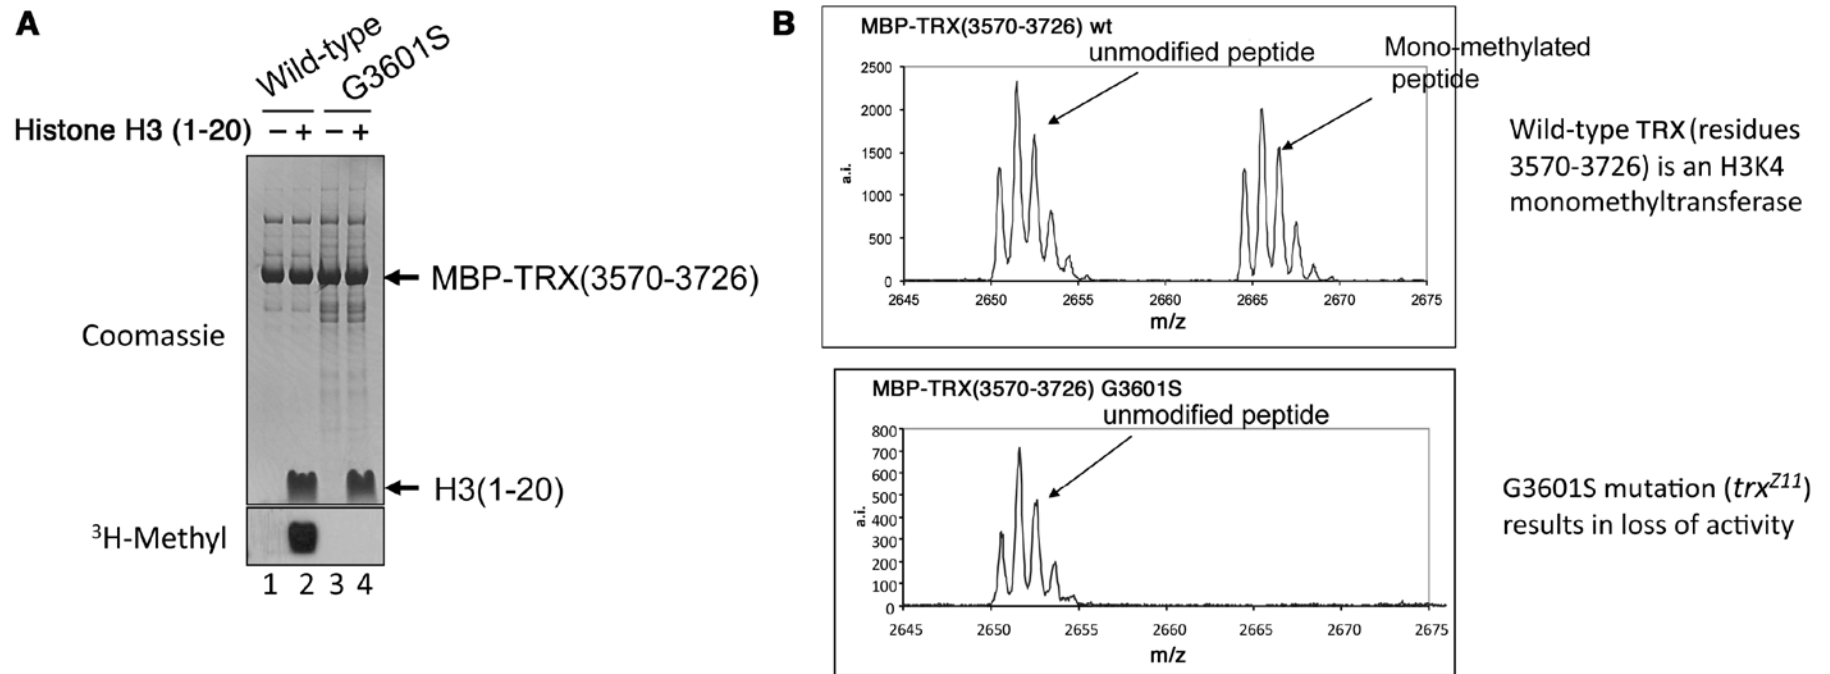 A
Wild-type
G3601S
Histone H3 (1-20) − + − +
MBP-TRX(3570-3726)
Coomassie
H3(1-20)
³H-Methyl
1 2 3 4
B
MBP-TRX(3570-3726) wt
unmodified peptide
Mono-methylated
peptide
2500
2000
1500
1000
500
0
a.i.
2645 2650 2655 2660 2665 2670 2675
m/z
Wild-type TRX (residues
3570-3726) is an H3K4
monomethyltransferase
MBP-TRX(3570-3726) G3601S
unmodified peptide
800
700
600
500
400
300
200
100
0
a.i.
2645 2650 2655 2660 2665 2670 2675
m/z
G3601S mutation (trxZ11)
results in loss of activity